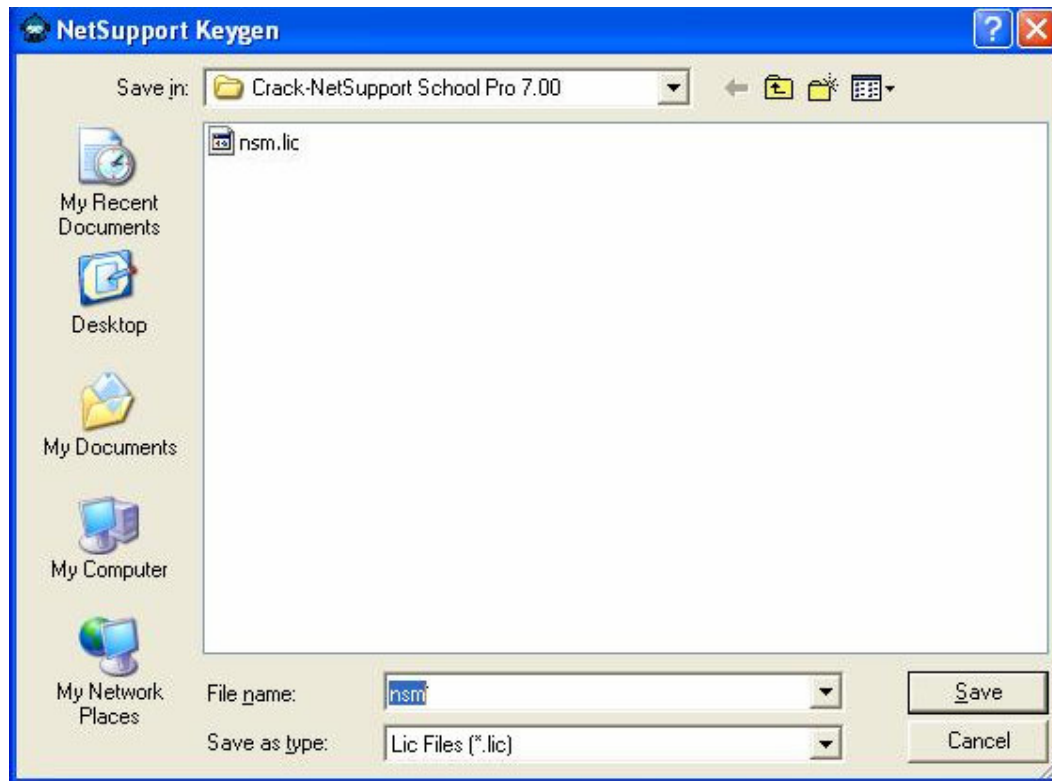 NetSupport Keygen
Save in:
Crack-NetSupport School Pro 7.00
nsm.lic
My Recent
Documents
Desktop
My Documents
My Computer
My Network
Places
File name:
nsm
Save
Save as type:
Lic Files (*.lic)
Cancel